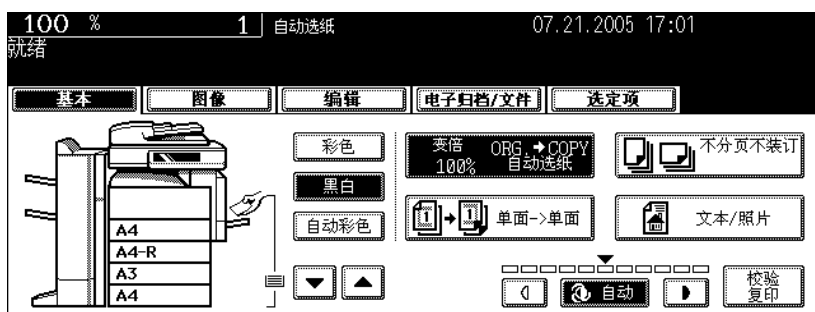 100 % 1 自动选纸 07.21.2005 17:01
就绪
基本 图像 编辑 电子归档/文件 选定项
彩色
黑白
自动彩色
变倍 ORG.➔COPY
100% 自动选纸
不分页不装订
1➔1 单面->单面
文本/照片
A4
A4-R
A3
A4
自动
校验
复印